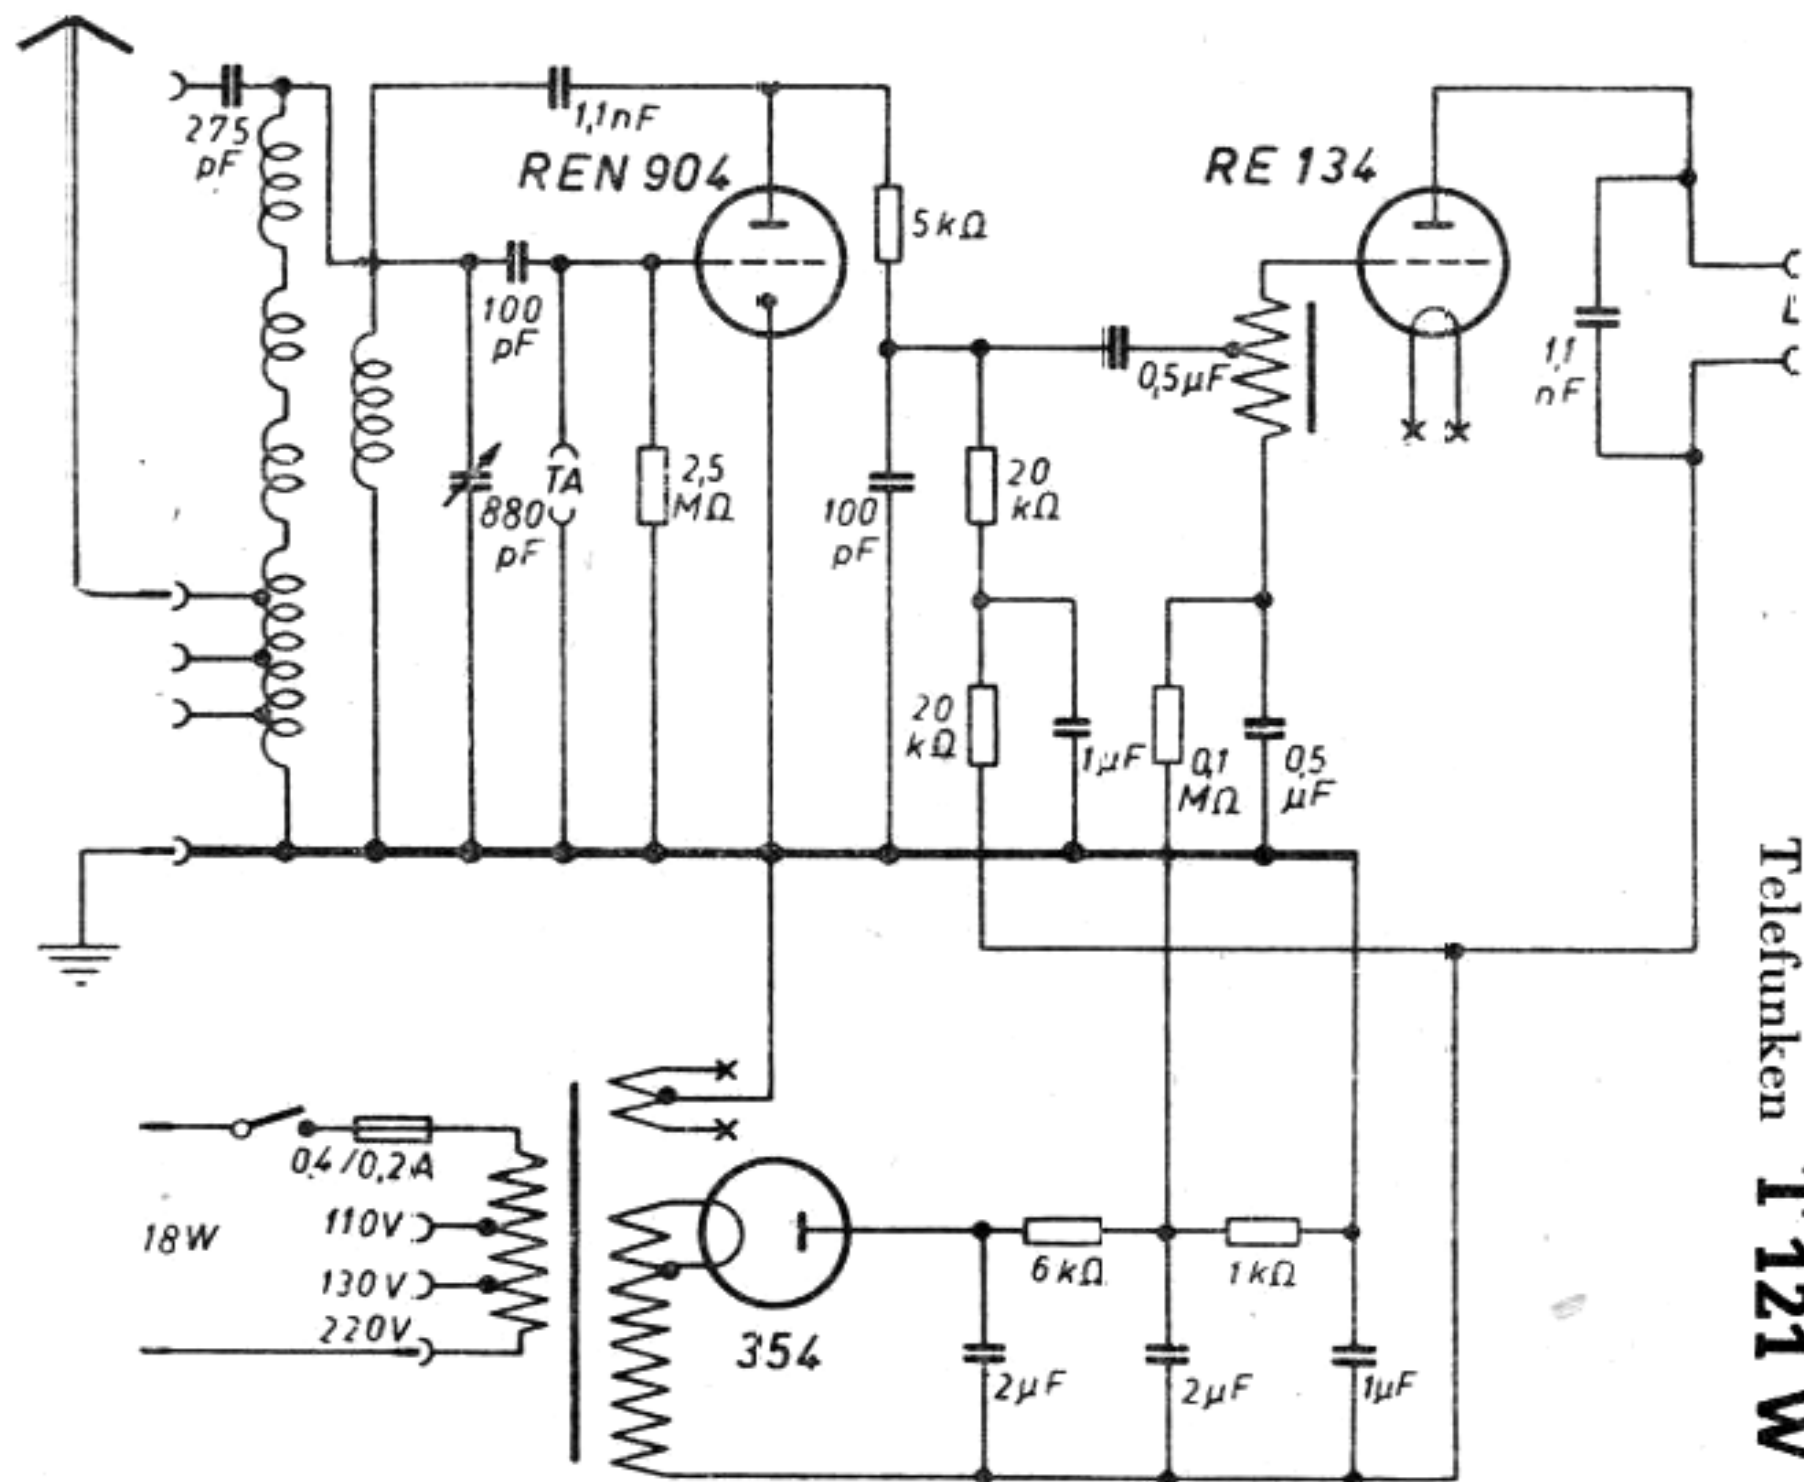 275
pF
1,1nF
REN 904
5kΩ
RE 134
100
pF
0,5µF
L
1,1
nF
TA
880
pF
2,5
MΩ
100
pF
20
kΩ
20
kΩ
1µF
0,1
MΩ
0,5
µF
0,4/0,2A
18W
110V
130V
220V
354
6kΩ
1kΩ
2µF
2µF
1µF
Telefunken T 121 W